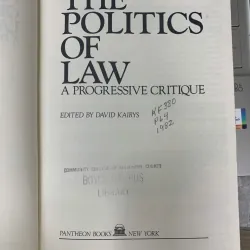 THE
POLITICS
OF
LAW
A PROGRESSIVE CRITIQUE
EDITED BY DAVID KAIRYS
KF380
P64
1982
PANTHEON BOOKS NEW YORK